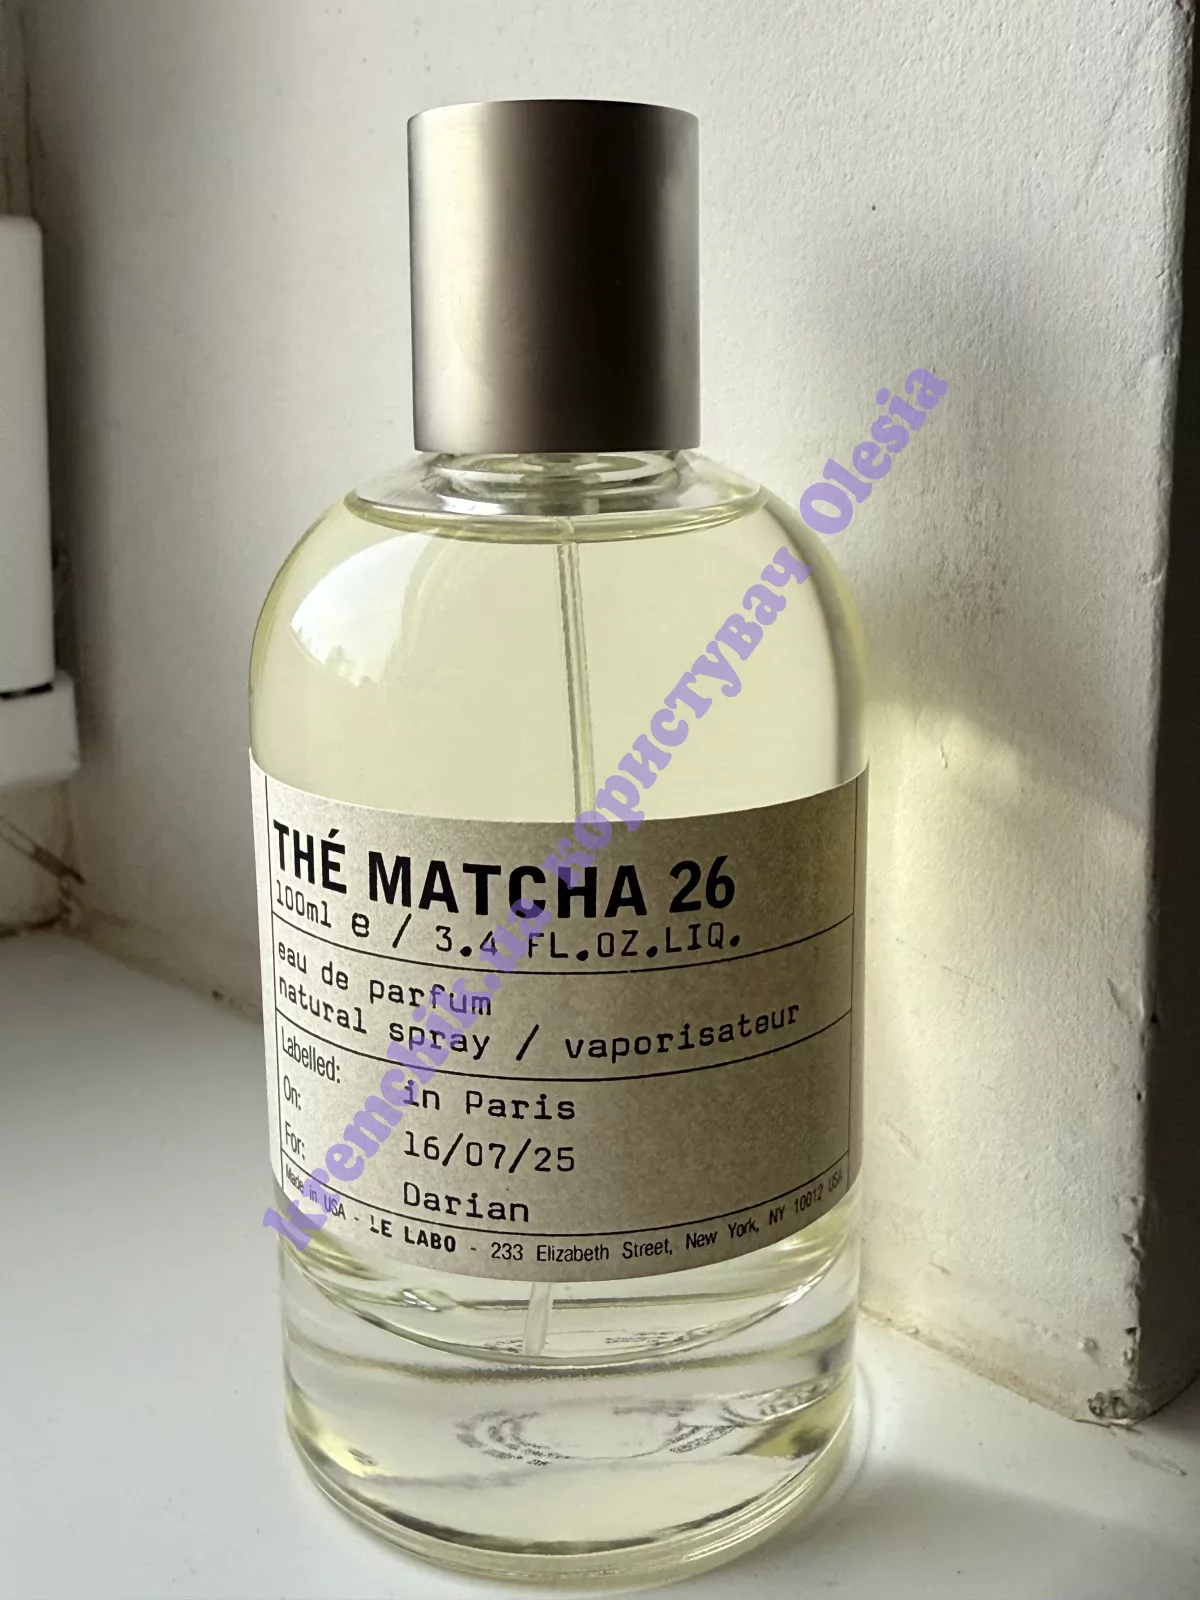 THÉ MATCHA 26
100ml e / 3.4 FL.OZ.LIQ.
eau de parfum
natural spray / vaporisateur
Labelled: in Paris
On: 16/07/25
For: Darian
Made in USA - LE LABO - 233 Elizabeth Street, New York, NY 10012 USA
kremchik.ua користувач Olesia